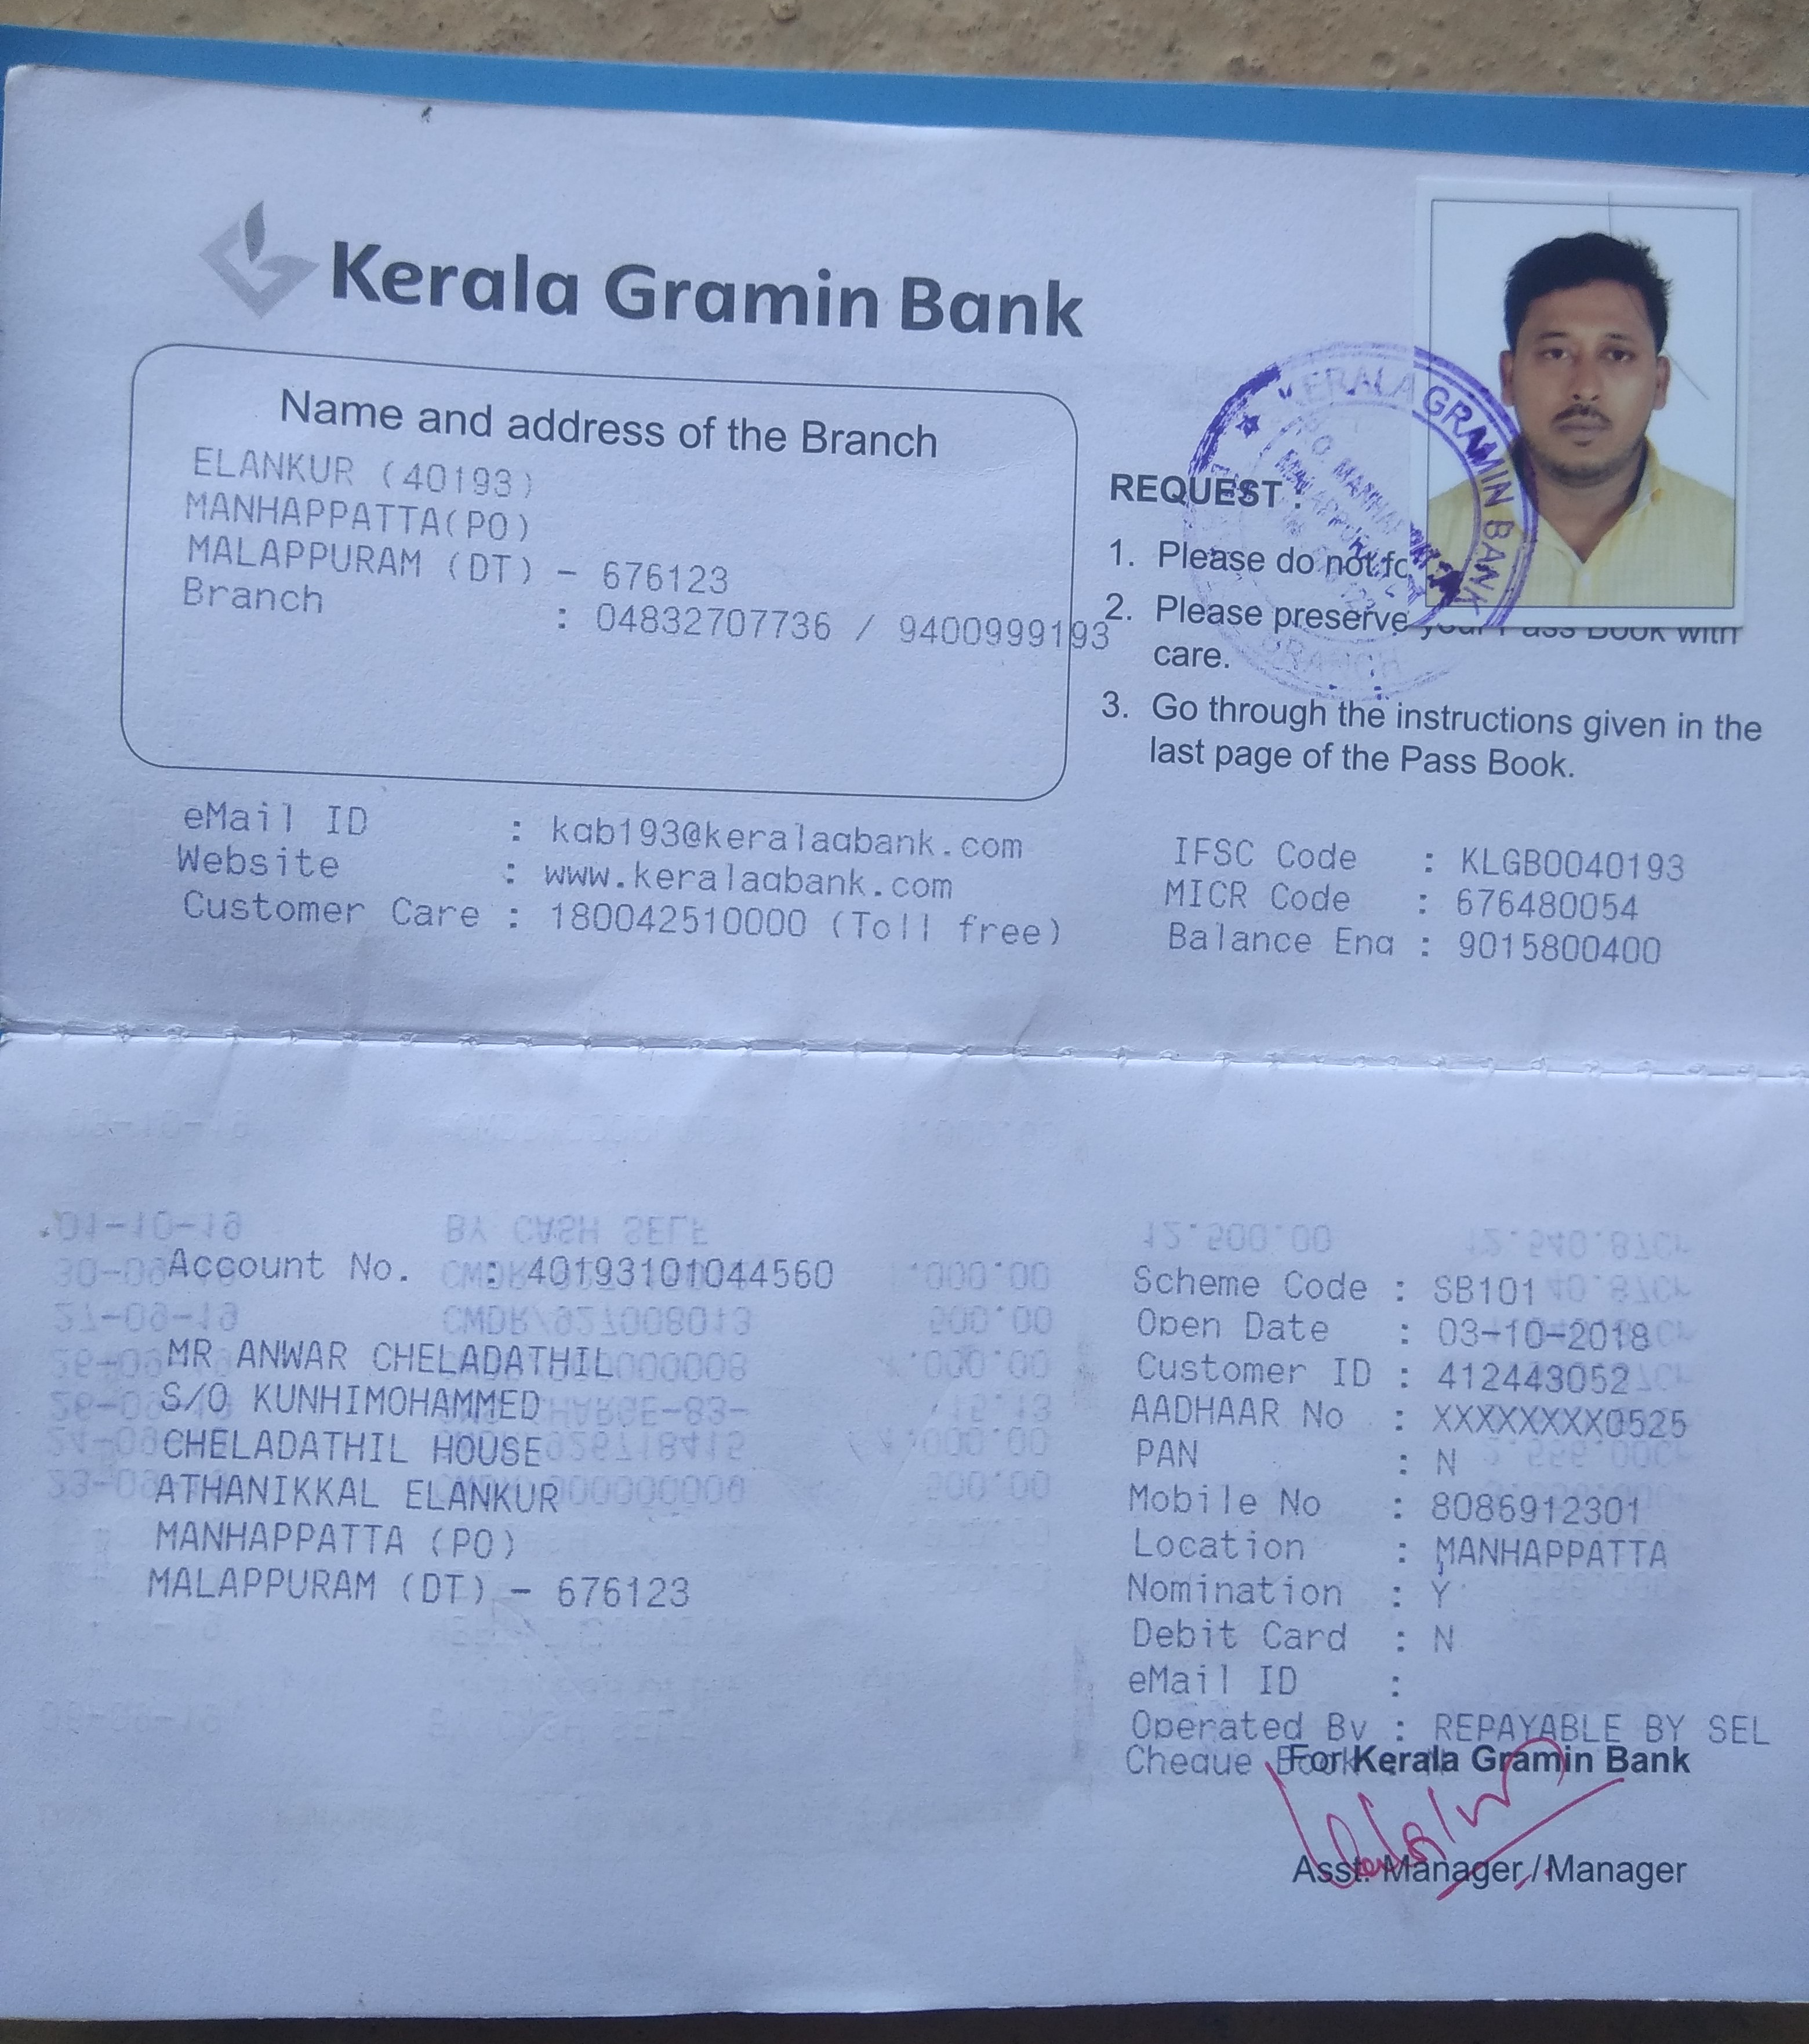 Kerala Gramin Bank
Name and address of the Branch
ELANKUR (40193)
MANHAPPATTA(PO)
MALAPPURAM (DT) - 676123
Branch : 04832707736 / 9400999193
KERALA GRAMIN BANK
BRANCH
REQUEST :
1. Please do not
2. Please preserve your Pass Book with
care.
3. Go through the instructions given in the
last page of the Pass Book.
eMail ID : kgb193@keralagbank.com
Website : www.keralagbank.com
Customer Care : 180042510000 (Toll free)
IFSC Code : KLGB0040193
MICR Code : 676480054
Balance Enq : 9015800400
Account No. : 40193101044560
MR ANWAR CHELADATHIL
S/O KUNHIMOHAMMED
CHELADATHIL HOUSE
ATHANIKKAL ELANKUR
MANHAPPATTA (PO)
MALAPPURAM (DT) - 676123
Scheme Code : SB101
Open Date : 03-10-2018
Customer ID : 412443052
AADHAAR No : XXXXXXXX0525
PAN : N
Mobile No : 8086912301
Location : MANHAPPATTA
Nomination : Y
Debit Card : N
eMail ID :
Operated By : REPAYABLE BY SEL
Cheque Book : N
For Kerala Gramin Bank
Asst. Manager / Manager